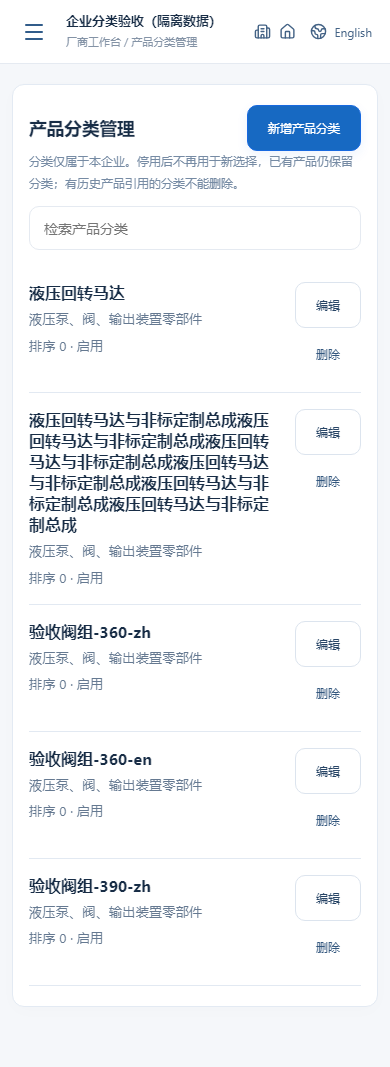 企业分类验收（隔离数据）
厂商工作台 / 产品分类管理
English
产品分类管理
新增产品分类
分类仅属于本企业。停用后不再用于新选择，已有产品仍保留
分类；有历史产品引用的分类不能删除。
检索产品分类
液压回转马达
液压泵、阀、输出装置零部件
排序 0 · 启用
编辑
删除
液压回转马达与非标定制总成液压
回转马达与非标定制总成液压回转
马达与非标定制总成液压回转马达
与非标定制总成液压回转马达与非
标定制总成液压回转马达与非标定
制总成
液压泵、阀、输出装置零部件
排序 0 · 启用
编辑
删除
验收阀组-360-zh
液压泵、阀、输出装置零部件
排序 0 · 启用
编辑
删除
验收阀组-360-en
液压泵、阀、输出装置零部件
排序 0 · 启用
编辑
删除
验收阀组-390-zh
液压泵、阀、输出装置零部件
排序 0 · 启用
编辑
删除